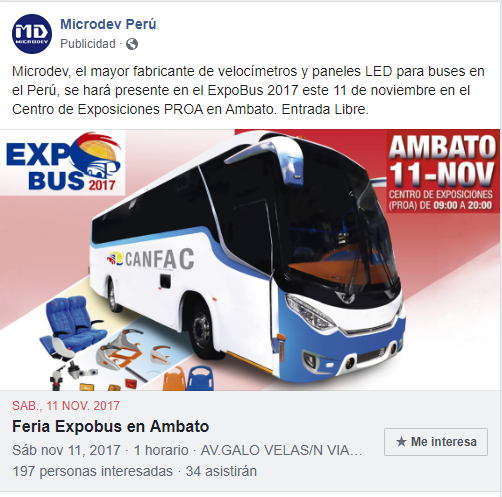 MD
MICRODEV
Microdev Perú
Publicidad ·
Microdev, el mayor fabricante de velocímetros y paneles LED para buses en
el Perú, se hará presente en el ExpoBus 2017 este 11 de noviembre en el
Centro de Exposiciones PROA en Ambato. Entrada Libre.
EXPO
BUS 2017
AMBATO
11-NOV
CENTRO DE EXPOSICIONES
(PROA) DE 09:00 A 20:00
CANFAC
SAB., 11 NOV. 2017
Feria Expobus en Ambato
Sáb nov 11, 2017 · 1 horario · AV.GALO VELAS/N VIA…
197 personas interesadas · 34 asistirán
★ Me interesa